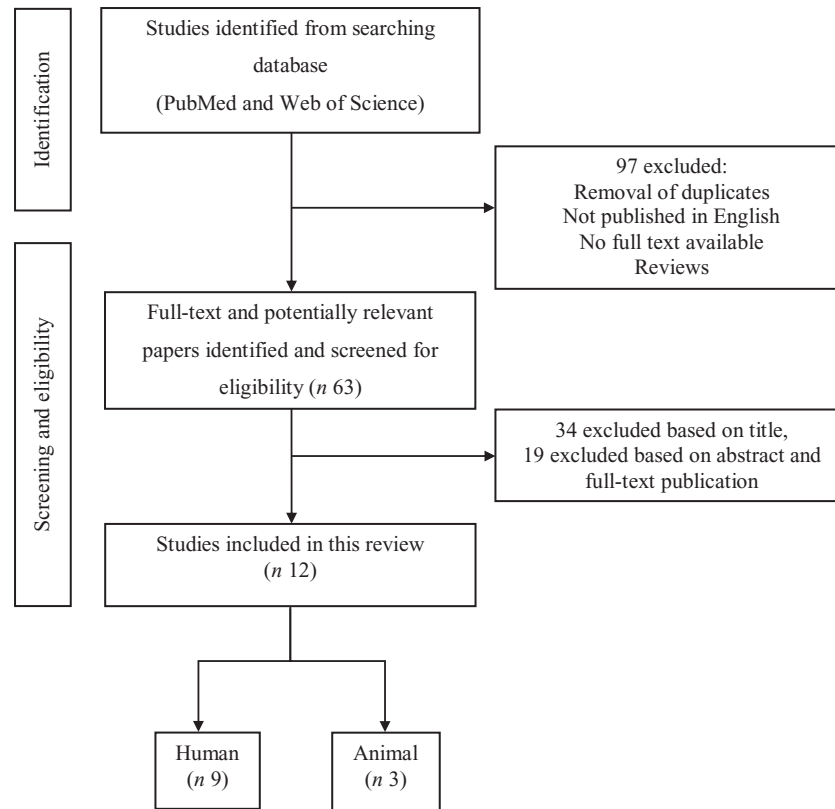 Identification
Studies identified from searching
database
(PubMed and Web of Science)
97 excluded:
Removal of duplicates
Not published in English
No full text available
Reviews
Screening and eligibility
Full-text and potentially relevant
papers identified and screened for
eligibility (n 63)
34 excluded based on title,
19 excluded based on abstract and
full-text publication
Studies included in this review
(n 12)
Human
(n 9)
Animal
(n 3)